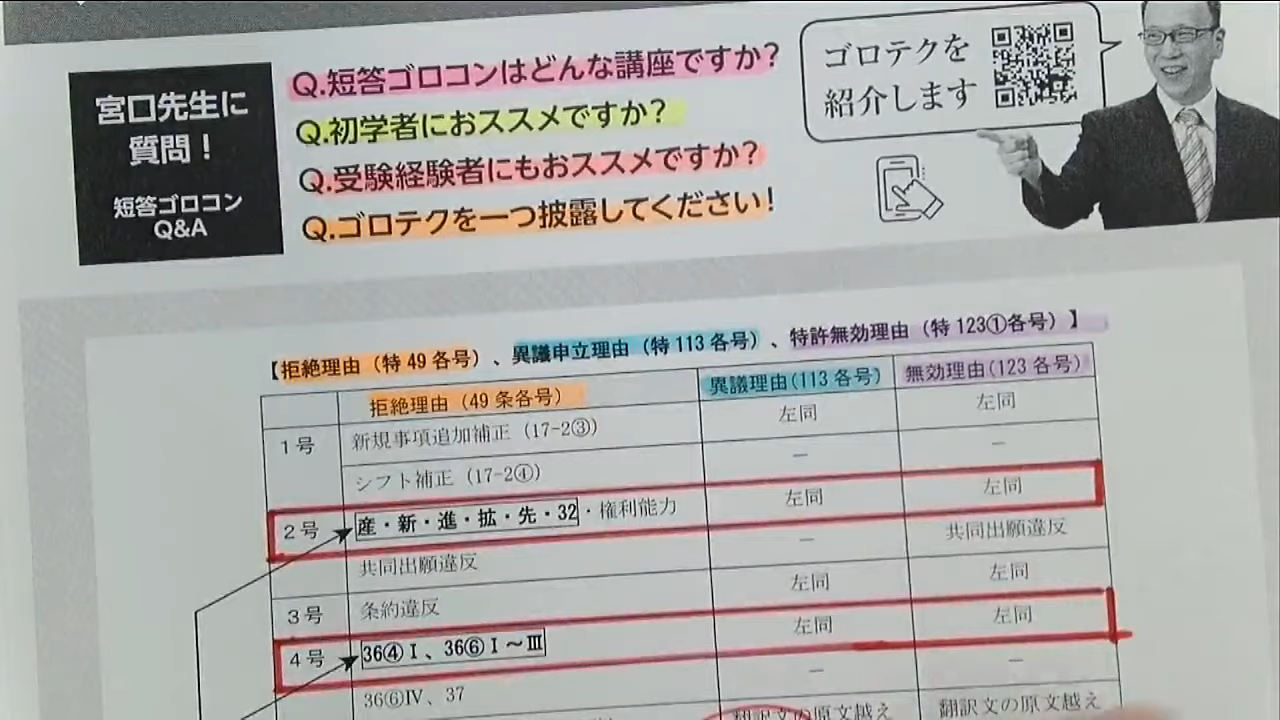 宮口先生に
質問！
短答ゴロコン
Q&A
Q.短答ゴロコンはどんな講座ですか？
Q.初学者におススメですか？
Q.受験経験者にもおススメですか？
Q.ゴロテクを一つ披露してください！
ゴロテクを
紹介します
【拒絶理由（特49各号）、異議申立理由（特113各号）、特許無効理由（特123①各号）】
拒絶理由（49条各号） 異議理由(113各号) 無効理由(123各号)
1号 新規事項追加補正（17-2③） 左同 左同
シフト補正（17-2④） － －
2号 産・新・進・拡・先・32・権利能力 左同 左同
共同出願違反 － 共同出願違反
3号 条約違反 左同 左同
4号 36④Ⅰ、36⑥Ⅰ～Ⅲ 左同 左同
36⑥Ⅳ、37 － －
翻訳文の原文越え 翻訳文の原文越え